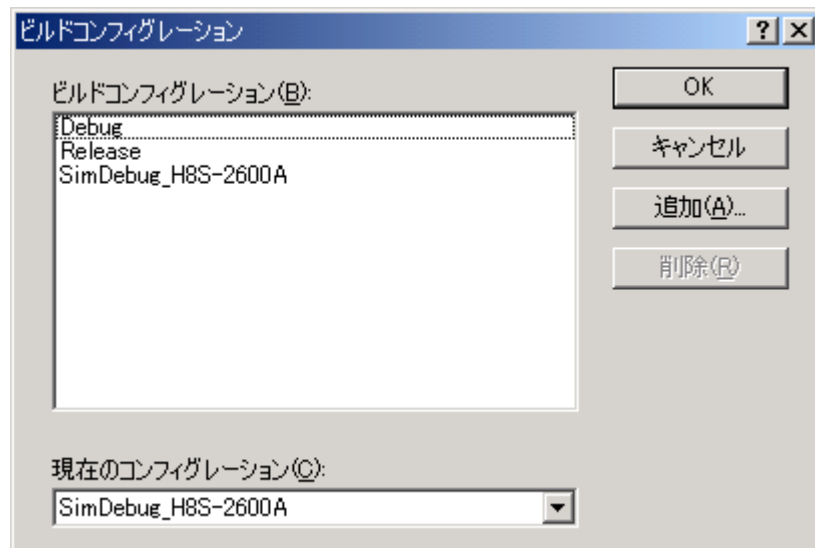 ビルドコンフィグレーション
ビルドコンフィグレーション(B):
Debug
Release
SimDebug_H8S-2600A
OK
キャンセル
追加(A)...
削除(R)
現在のコンフィグレーション(C):
SimDebug_H8S-2600A